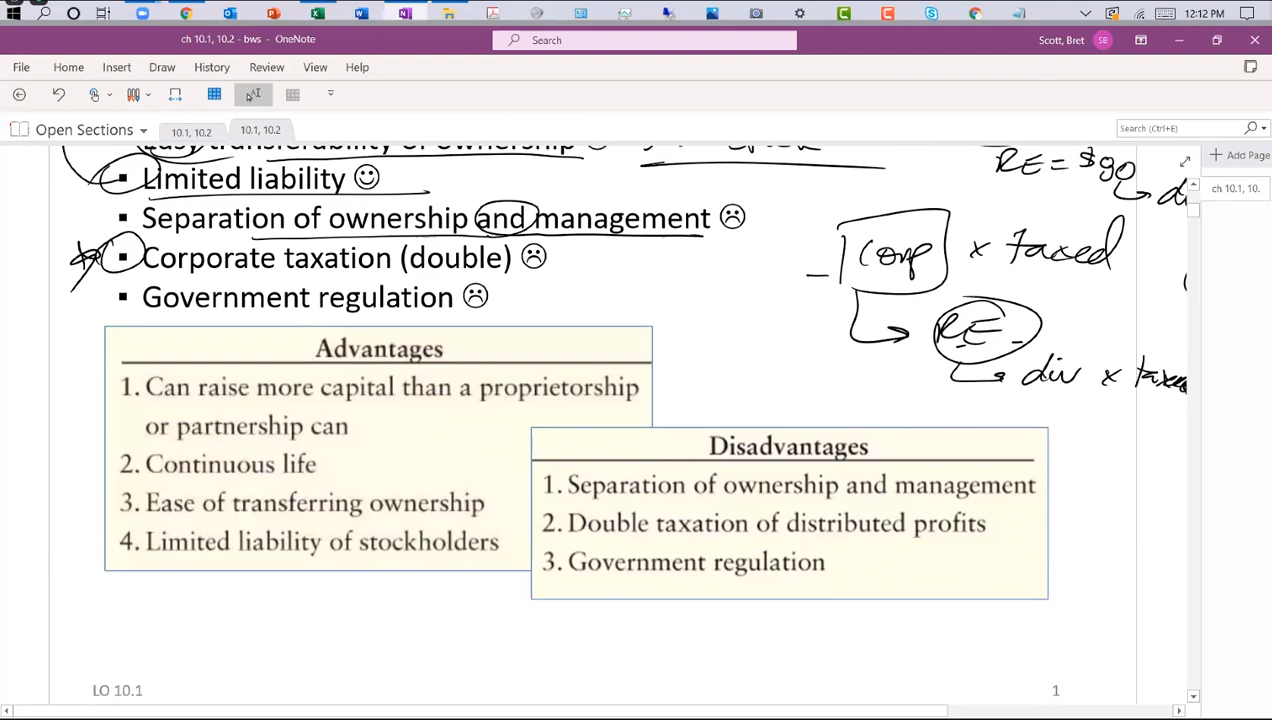 12:12 PM
ch 10.1, 10.2 - bws - OneNote
Search
Scott, Bret
SB
File Home Insert Draw History Review View Help
Open Sections
10.1, 10.2
10.1, 10.2
Search (Ctrl+E)
Add Page
ch 10.1, 10.
Easy transferability of ownership
RE = $90
▪ Limited liability ☺
▪ Separation of ownership and management ☹
▪ Corporate taxation (double) ☹
▪ Government regulation ☹
Corp x taxed
RE
div x taxed
Advantages
1. Can raise more capital than a proprietorship
or partnership can
2. Continuous life
3. Ease of transferring ownership
4. Limited liability of stockholders
Disadvantages
1. Separation of ownership and management
2. Double taxation of distributed profits
3. Government regulation
LO 10.1
1